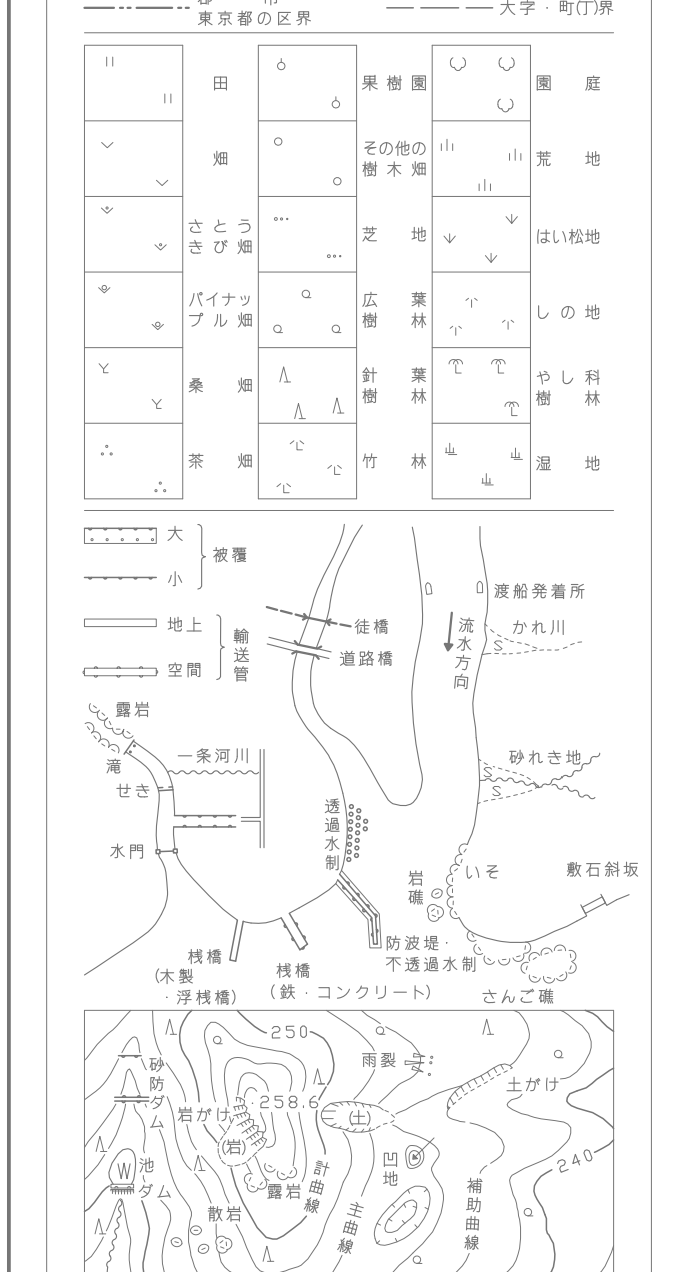 東京都の区界
大字・町(丁)界
田
果樹園
園庭
畑
その他の
樹木畑
荒地
さとう
きび畑
芝地
はい松地
パイナッ
プル畑
広葉
樹林
しの地
桑畑
針葉
樹林
やし科
樹林
茶畑
竹林
湿地
大
小
被覆
地上
空間
輸送管
徒橋
道路橋
渡船発着所
かれ川
流水方向
露岩
滝
せき
一条河川
水門
砂れき地
透過水制
いそ
岩礁
敷石斜坂
桟橋
(木製
・浮桟橋)
桟橋
(鉄・コンクリート)
防波堤・
不透過水制
さんご礁
250
雨裂
砂防ダム
土がけ
岩がけ
・258.6
(土)
(岩)
凹地
240
池
W
ダム
露岩
計曲線
主曲線
補助曲線
散岩